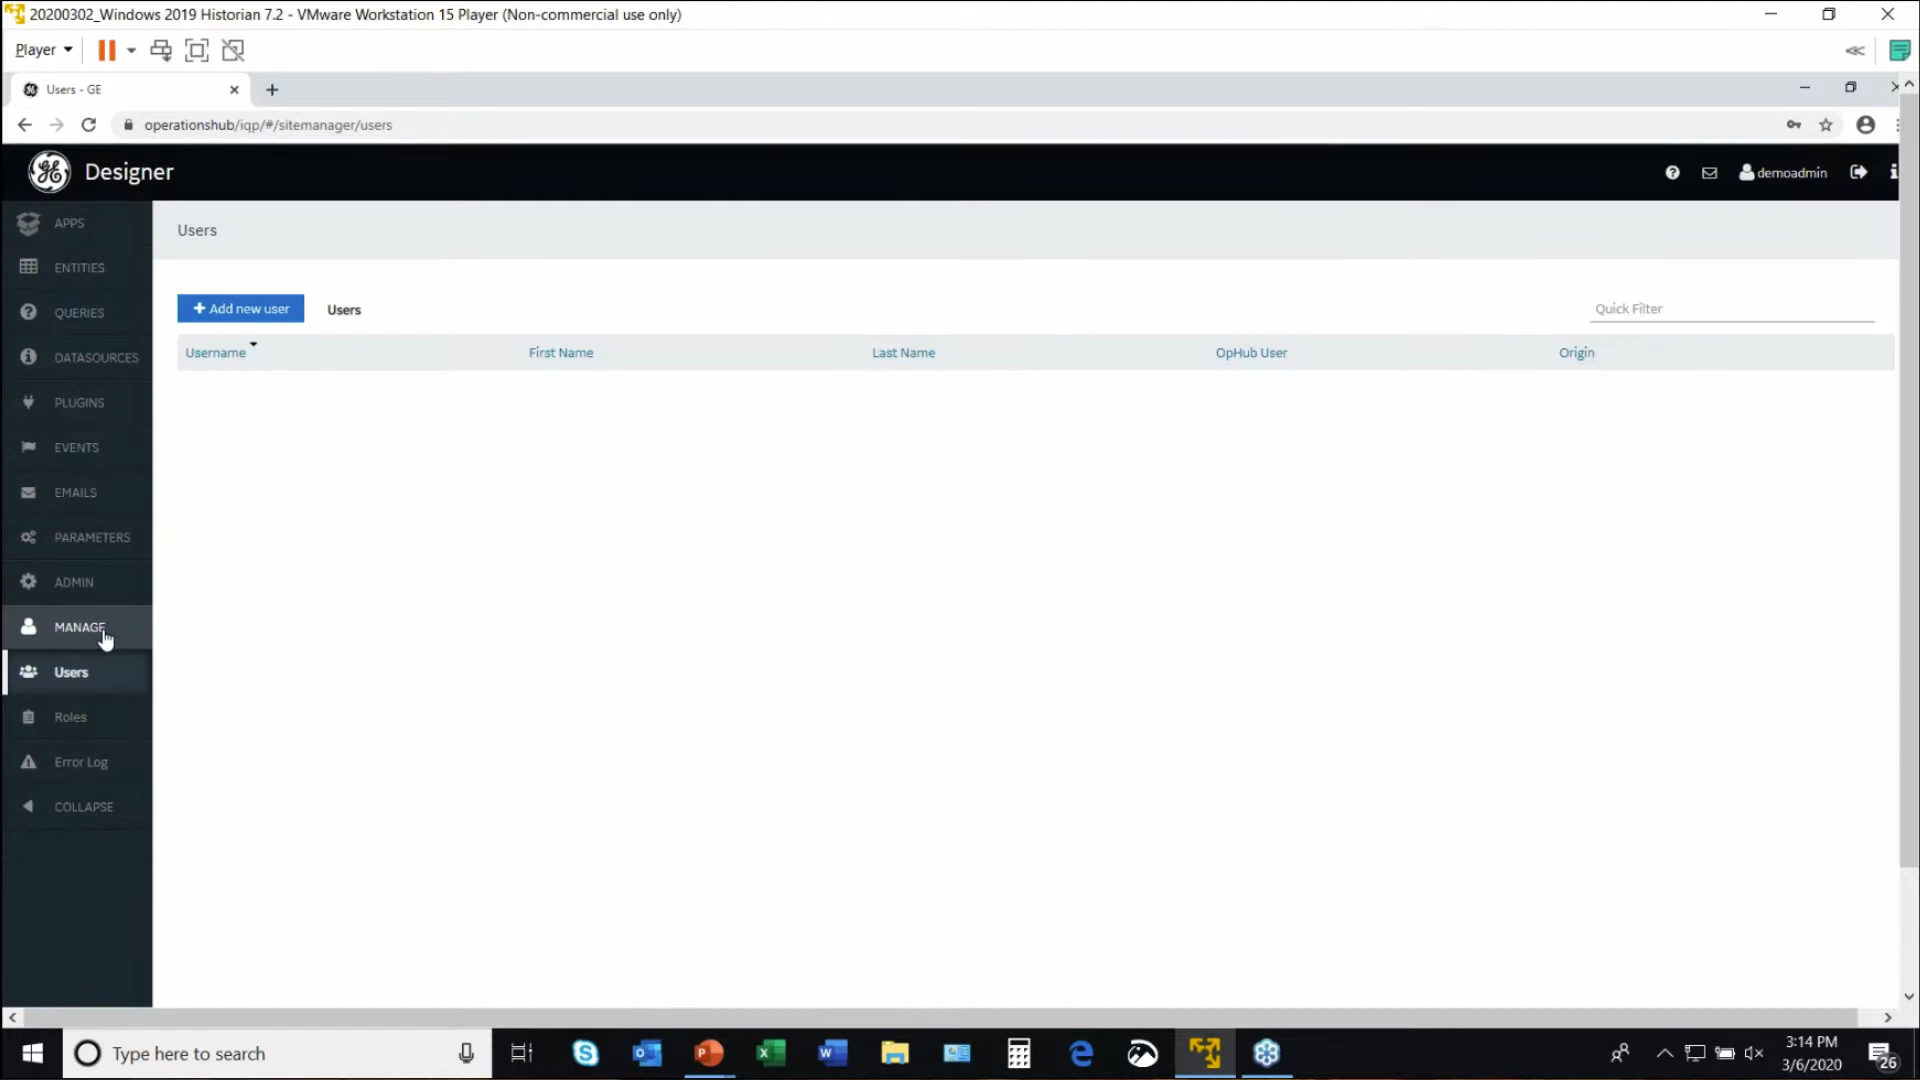 20200302_Windows 2019 Historian 7.2 - VMware Workstation 15 Player (Non-commercial use only)
Player
Users - GE
operationshub/iqp/#/sitemanager/users
Designer
demoadmin
APPS
ENTITIES
QUERIES
DATASOURCES
PLUGINS
EVENTS
EMAILS
PARAMETERS
ADMIN
MANAGE
Users
Roles
Error Log
COLLAPSE
Users
+ Add new user
Users
Quick Filter
Username First Name Last Name OpHub User Origin
Type here to search
3:14 PM
3/6/2020
26